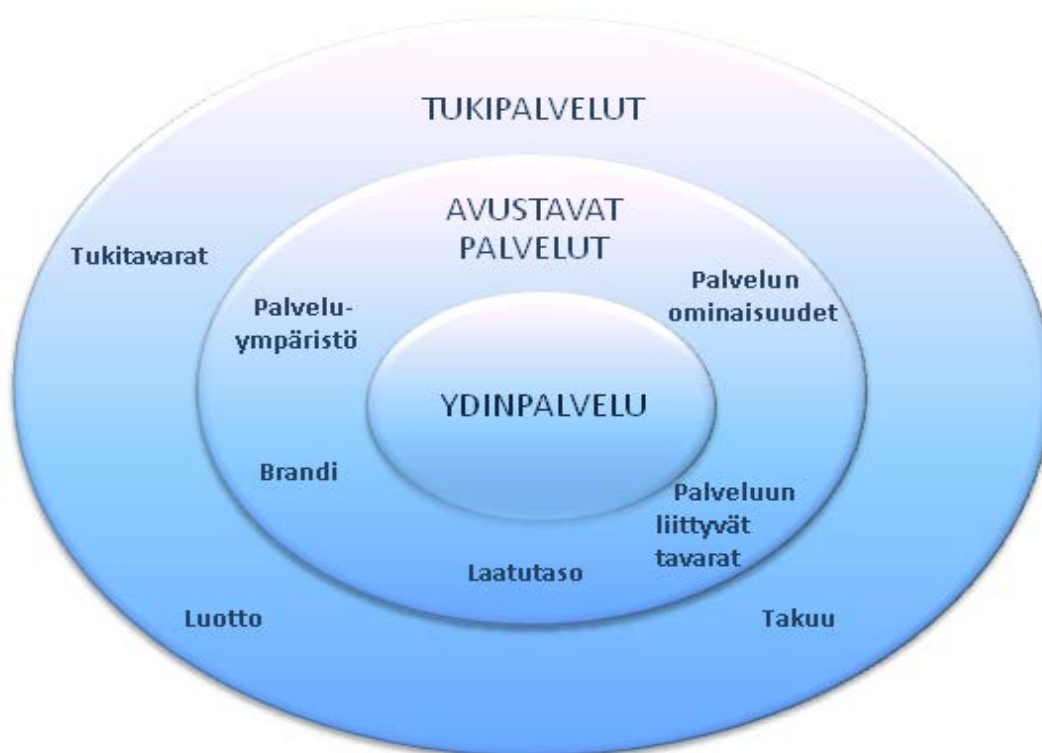 TUKIPALVELUT
AVUSTAVAT
PALVELUT
Tukitavarat
Palvelu-
ympäristö
Palvelun
ominaisuudet
YDINPALVELU
Brandi
Palveluun
liittyvät
tavarat
Laatutaso
Luotto
Takuu